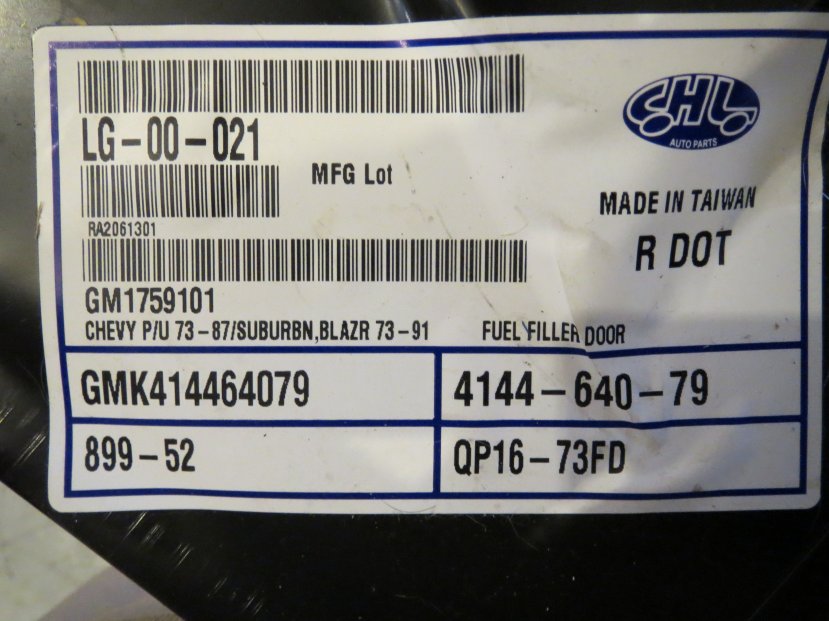 LG-00-021
MFG Lot
RA2061301
CHL
AUTO PARTS
MADE IN TAIWAN
R DOT
GM1759101
CHEVY P/U 73-87/SUBURBN,BLAZR 73-91 FUEL FILLER DOOR
GMK414464079 4144-640-79
899-52 QP16-73FD